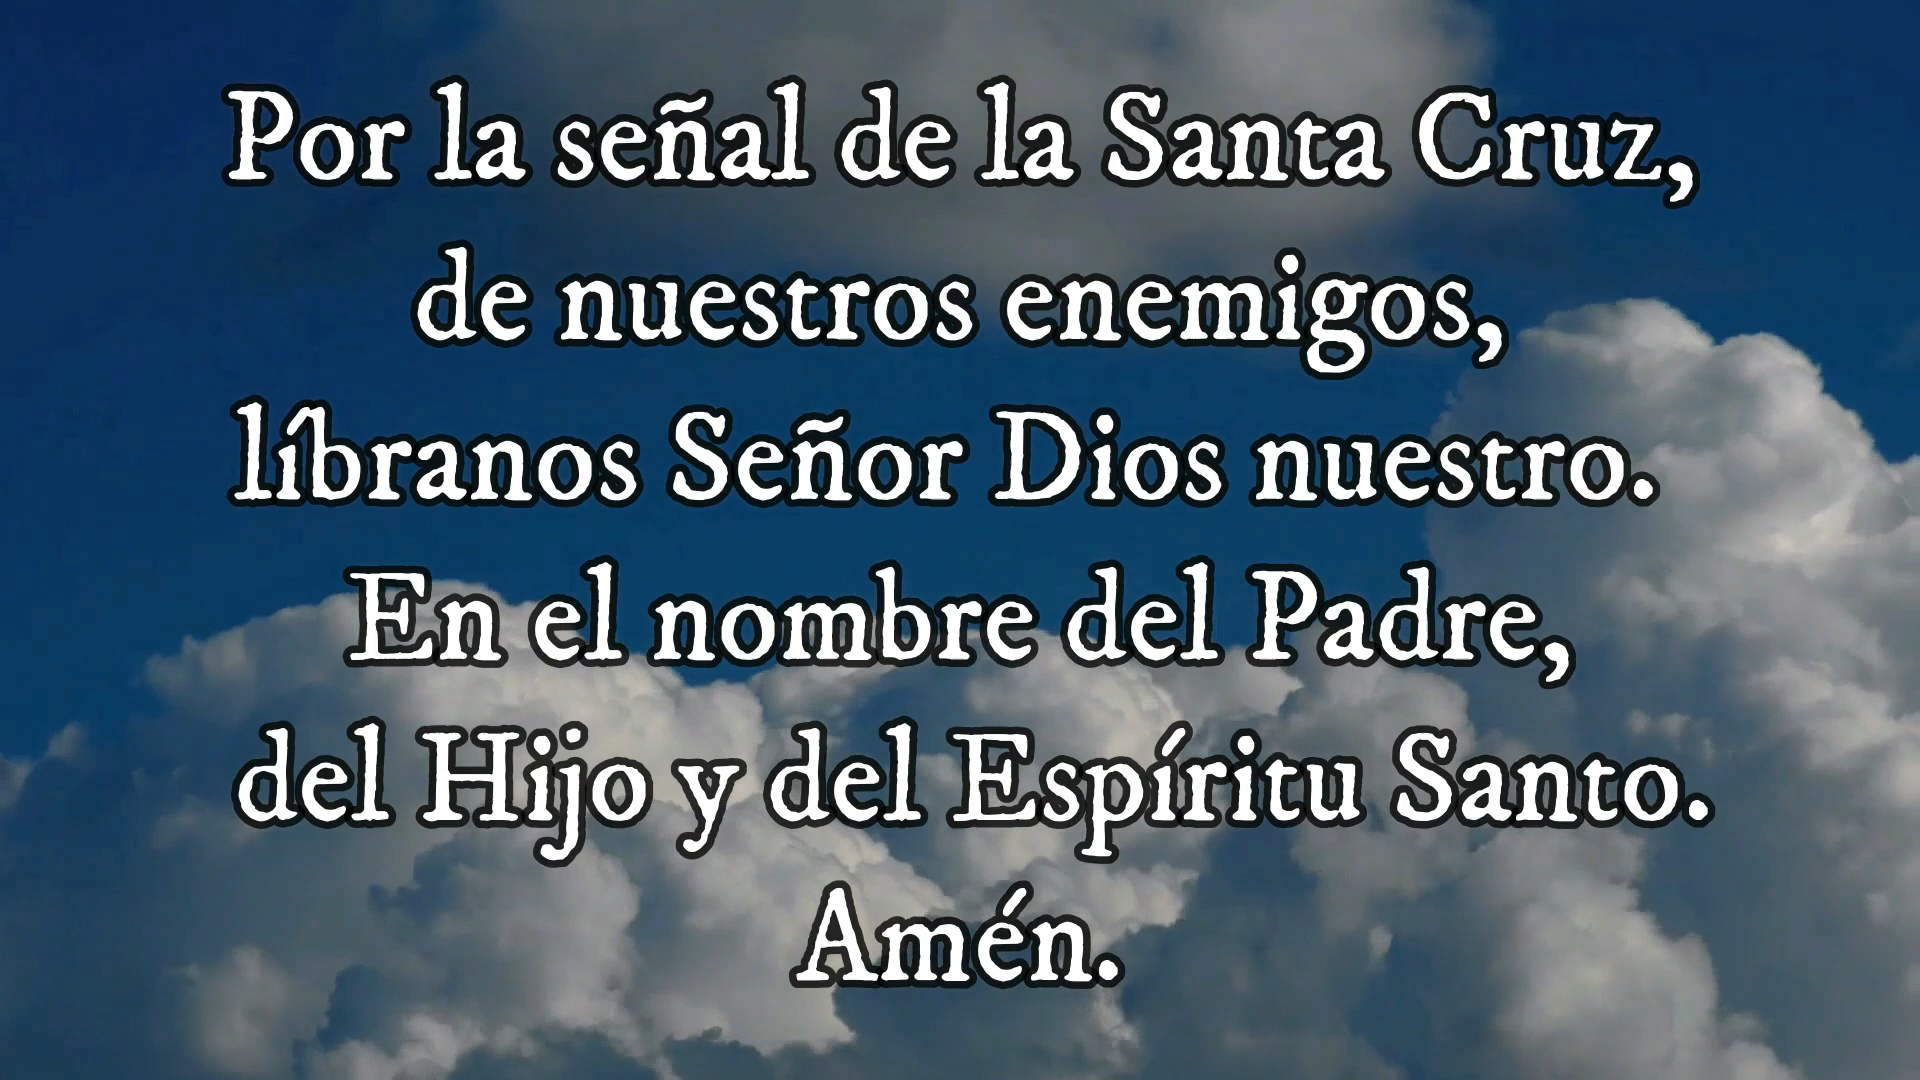 Por la señal de la Santa Cruz,
de nuestros enemigos,
líbranos Señor Dios nuestro.
En el nombre del Padre,
del Hijo y del Espíritu Santo.
Amén.